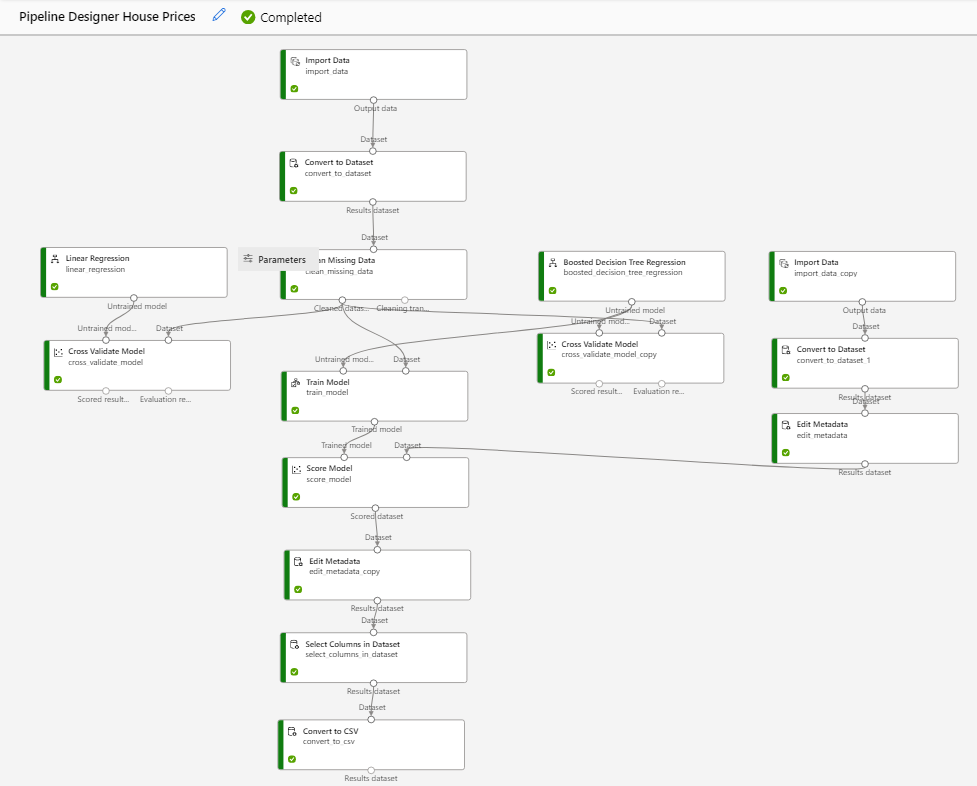 Pipeline Designer House Prices
Completed
Import Data
import_data
Output data
Dataset
Convert to Dataset
convert_to_dataset
Results dataset
Dataset
Linear Regression
linear_regression
Untrained model
Parameters
an Missing Data
clean_missing_data
Cleaned datas...
Cleaning tran...
Boosted Decision Tree Regression
boosted_decision_tree_regression
Untrained model
Import Data
import_data_copy
Output data
Untrained mod...
Dataset
Cross Validate Model
cross_validate_model
Scored result...
Evaluation re...
Untrained mod...
Dataset
Cross Validate Model
cross_validate_model_copy
Scored result...
Evaluation re...
Dataset
Convert to Dataset
convert_to_dataset_1
Results dataset
Untrained mod...
Dataset
Train Model
train_model
Trained model
Dataset
Edit Metadata
edit_metadata
Results dataset
Trained model
Dataset
Score Model
score_model
Scored dataset
Dataset
Edit Metadata
edit_metadata_copy
Results dataset
Dataset
Select Columns in Dataset
select_columns_in_dataset
Results dataset
Dataset
Convert to CSV
convert_to_csv
Results dataset